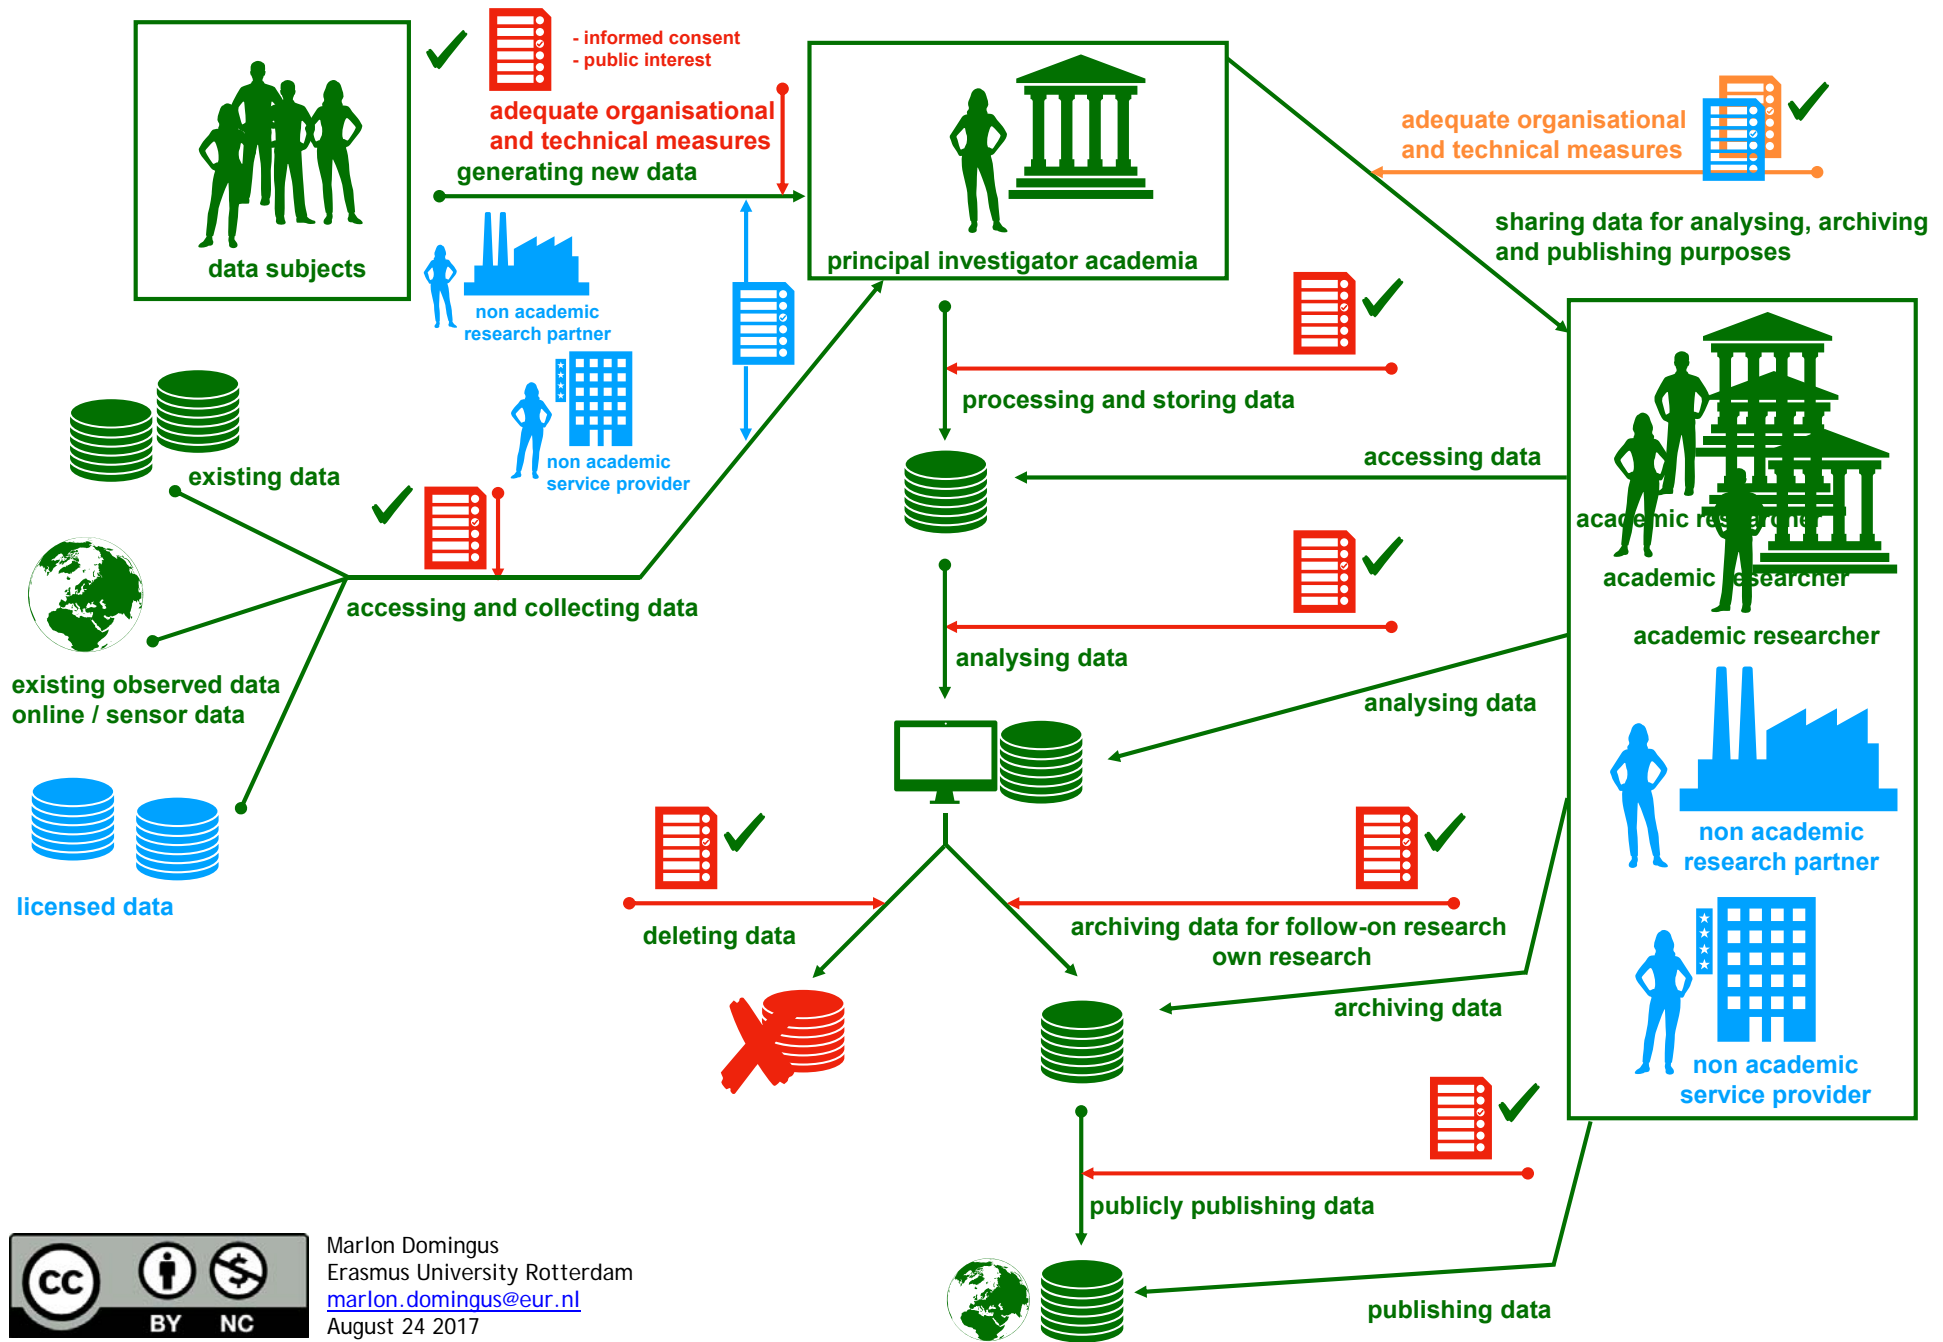 - informed consent
- public interest
adequate organisational
and technical measures
generating new data
data subjects
principal investigator academia
adequate organisational
and technical measures
sharing data for analysing, archiving
and publishing purposes
non academic
research partner
non academic
service provider
processing and storing data
accessing data
existing data
accessing and collecting data
existing observed data
online / sensor data
licensed data
analysing data
academic researcher
academic researcher
academic researcher
analysing data
non academic
research partner
deleting data
archiving data for follow-on research
own research
archiving data
non academic
service provider
publicly publishing data
publishing data
cc
BY NC
Marlon Domingus
Erasmus University Rotterdam
marlon.domingus@eur.nl
August 24 2017